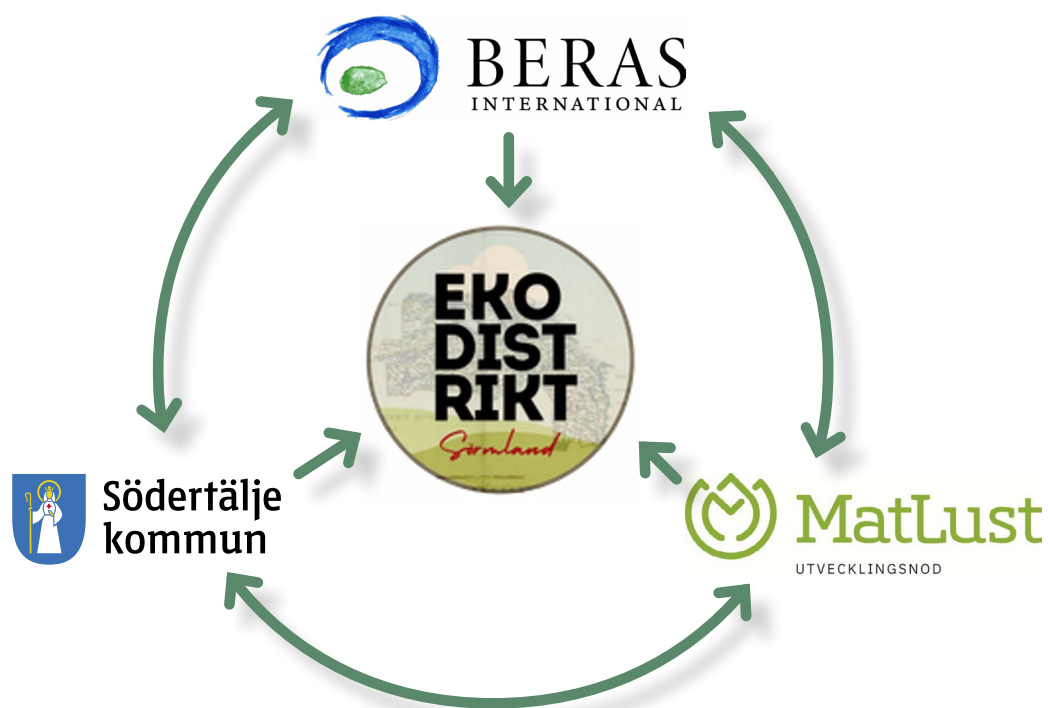 BERAS
INTERNATIONAL
EKO
DIST
RIKT
Sörmland
Södertälje
kommun
MatLust
UTVECKLINGSNOD